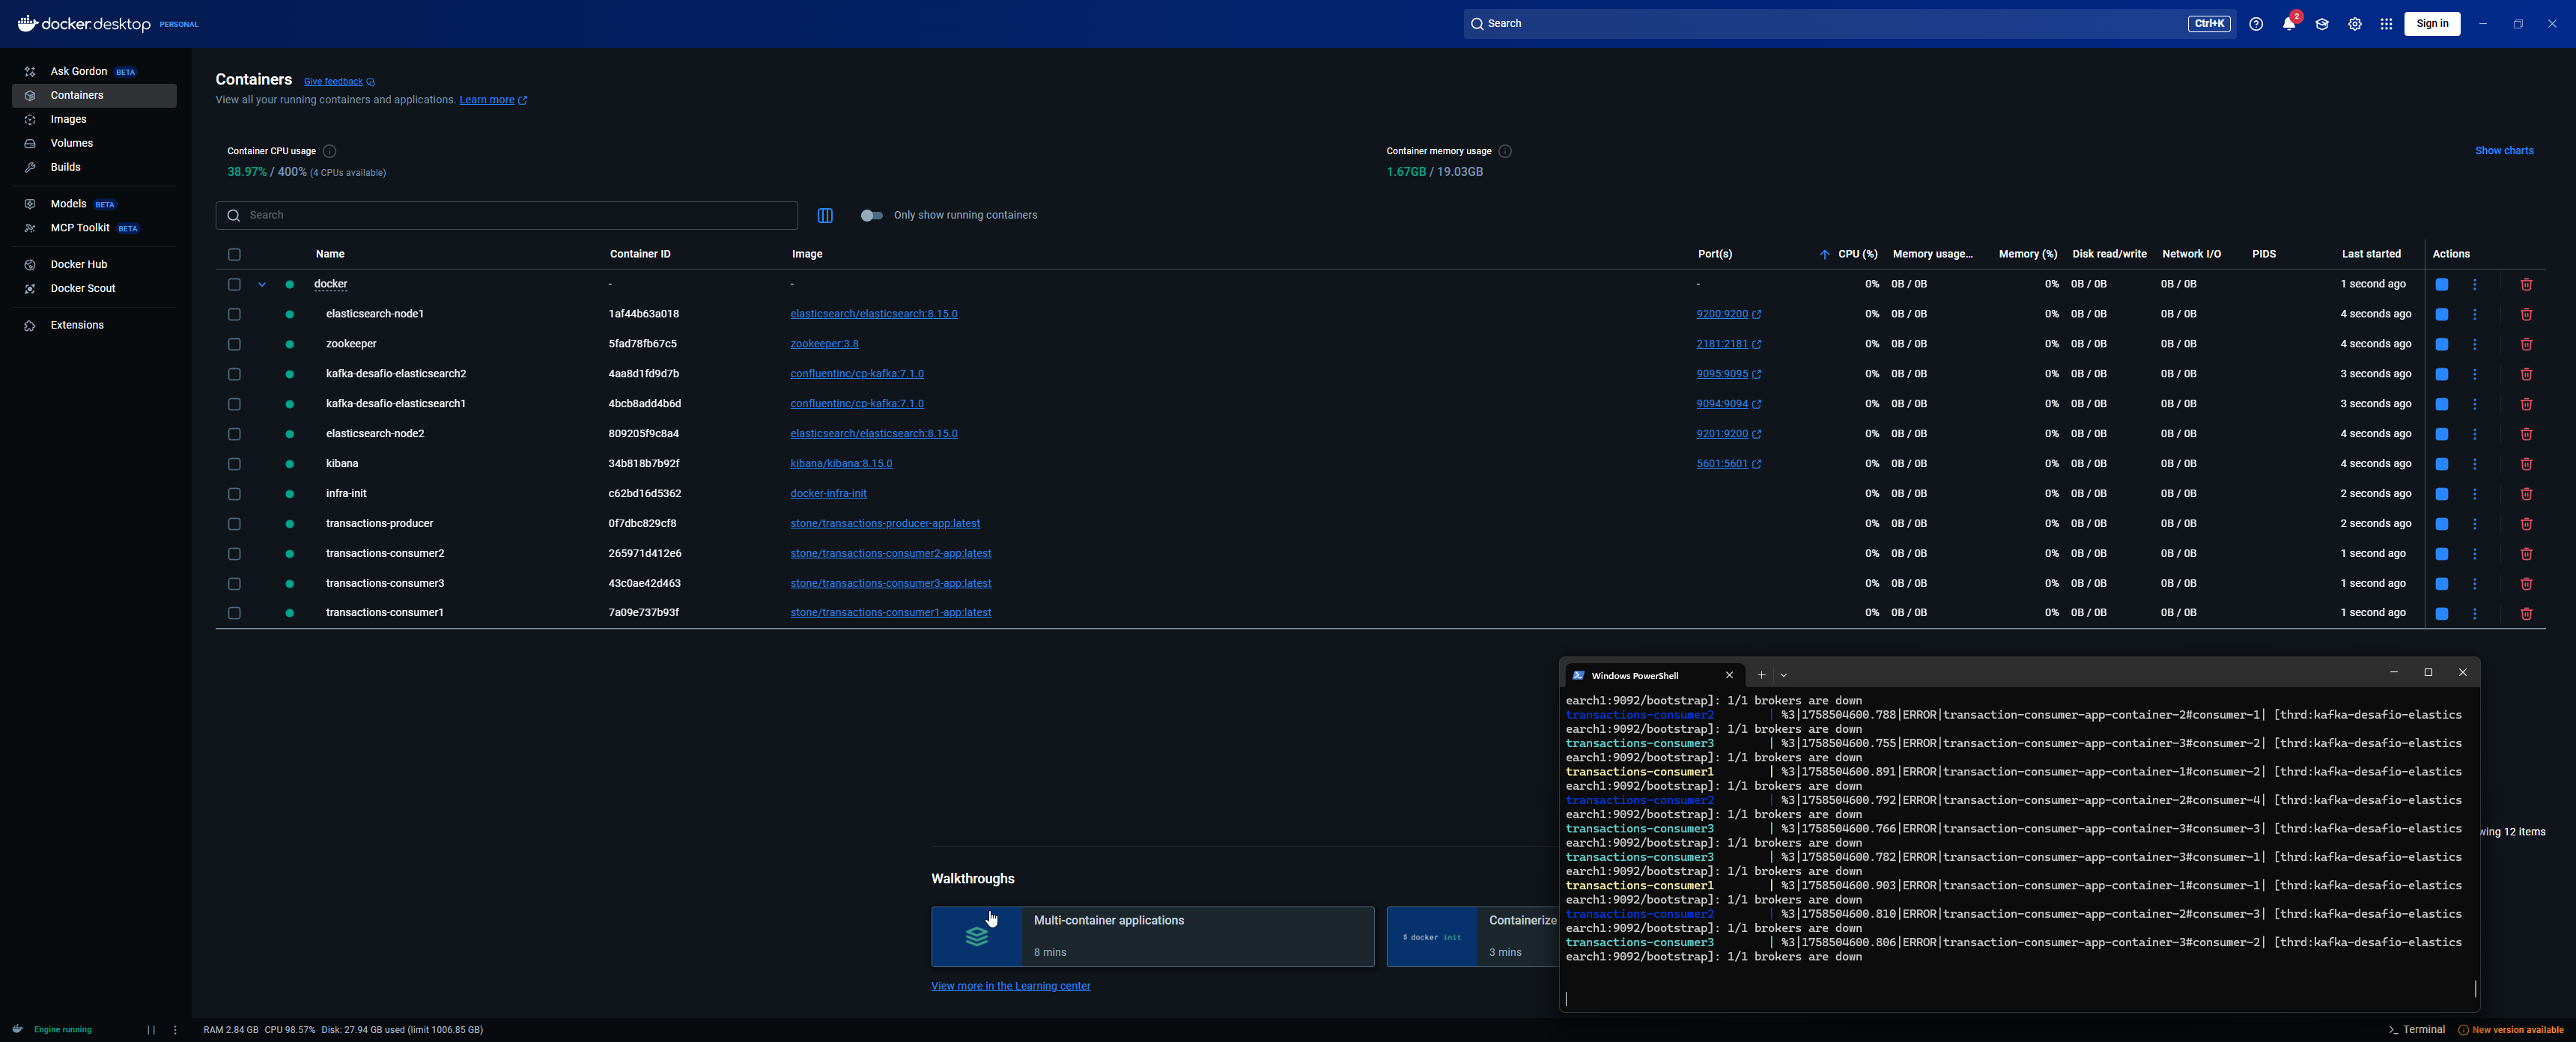 docker.desktop PERSONAL
Search
Ctrl+K
2
Sign in
Ask Gordon BETA
Containers
Images
Volumes
Builds
Models BETA
MCP Toolkit BETA
Docker Hub
Docker Scout
Extensions
Containers Give feedback
View all your running containers and applications. Learn more
Container CPU usage
38.97% / 400% (4 CPUs available)
Container memory usage
1.67GB / 19.03GB
Show charts
Search
Only show running containers
Name Container ID Image Port(s) CPU (%) Memory usage... Memory (%) Disk read/write Network I/O PIDS Last started Actions
docker - - - 0% 0B / 0B 0% 0B / 0B 0B / 0B 1 second ago
elasticsearch-node1 1af44b63a018 elasticsearch/elasticsearch:8.15.0 9200:9200 0% 0B / 0B 0% 0B / 0B 0B / 0B 4 seconds ago
zookeeper 5fad78fb67c5 zookeeper:3.8 2181:2181 0% 0B / 0B 0% 0B / 0B 0B / 0B 4 seconds ago
kafka-desafio-elasticsearch2 4aa8d1fd9d7b confluentinc/cp-kafka:7.1.0 9095:9095 0% 0B / 0B 0% 0B / 0B 0B / 0B 3 seconds ago
kafka-desafio-elasticsearch1 4bcb8add4b6d confluentinc/cp-kafka:7.1.0 9094:9094 0% 0B / 0B 0% 0B / 0B 0B / 0B 3 seconds ago
elasticsearch-node2 809205f9c8a4 elasticsearch/elasticsearch:8.15.0 9201:9200 0% 0B / 0B 0% 0B / 0B 0B / 0B 4 seconds ago
kibana 34b818b7b92f kibana/kibana:8.15.0 5601:5601 0% 0B / 0B 0% 0B / 0B 0B / 0B 4 seconds ago
infra-init c62bd16d5362 docker-infra-init 0% 0B / 0B 0% 0B / 0B 0B / 0B 2 seconds ago
transactions-producer 0f7dbc829cf8 stone/transactions-producer-app:latest 0% 0B / 0B 0% 0B / 0B 0B / 0B 2 seconds ago
transactions-consumer2 265971d412e6 stone/transactions-consumer2-app:latest 0% 0B / 0B 0% 0B / 0B 0B / 0B 1 second ago
transactions-consumer3 43c0ae42d463 stone/transactions-consumer3-app:latest 0% 0B / 0B 0% 0B / 0B 0B / 0B 1 second ago
transactions-consumer1 7a09e737b93f stone/transactions-consumer1-app:latest 0% 0B / 0B 0% 0B / 0B 0B / 0B 1 second ago
wing 12 items
Walkthroughs
Multi-container applications
8 mins
$ docker init
Containerize
3 mins
View more in the Learning center
Windows PowerShell
earch1:9092/bootstrap]: 1/1 brokers are down
transactions-consumer2 | %3|1758504600.788|ERROR|transaction-consumer-app-container-2#consumer-1| [thrd:kafka-desafio-elastics
earch1:9092/bootstrap]: 1/1 brokers are down
transactions-consumer3 | %3|1758504600.755|ERROR|transaction-consumer-app-container-3#consumer-2| [thrd:kafka-desafio-elastics
earch1:9092/bootstrap]: 1/1 brokers are down
transactions-consumer1 | %3|1758504600.891|ERROR|transaction-consumer-app-container-1#consumer-2| [thrd:kafka-desafio-elastics
earch1:9092/bootstrap]: 1/1 brokers are down
transactions-consumer2 | %3|1758504600.792|ERROR|transaction-consumer-app-container-2#consumer-4| [thrd:kafka-desafio-elastics
earch1:9092/bootstrap]: 1/1 brokers are down
transactions-consumer3 | %3|1758504600.766|ERROR|transaction-consumer-app-container-3#consumer-3| [thrd:kafka-desafio-elastics
earch1:9092/bootstrap]: 1/1 brokers are down
transactions-consumer3 | %3|1758504600.782|ERROR|transaction-consumer-app-container-3#consumer-1| [thrd:kafka-desafio-elastics
earch1:9092/bootstrap]: 1/1 brokers are down
transactions-consumer1 | %3|1758504600.903|ERROR|transaction-consumer-app-container-1#consumer-1| [thrd:kafka-desafio-elastics
earch1:9092/bootstrap]: 1/1 brokers are down
transactions-consumer2 | %3|1758504600.810|ERROR|transaction-consumer-app-container-2#consumer-3| [thrd:kafka-desafio-elastics
earch1:9092/bootstrap]: 1/1 brokers are down
transactions-consumer3 | %3|1758504600.806|ERROR|transaction-consumer-app-container-3#consumer-2| [thrd:kafka-desafio-elastics
earch1:9092/bootstrap]: 1/1 brokers are down
Engine running
RAM 2.84 GB CPU 98.57% Disk: 27.94 GB used (limit 1006.85 GB)
Terminal
New version available